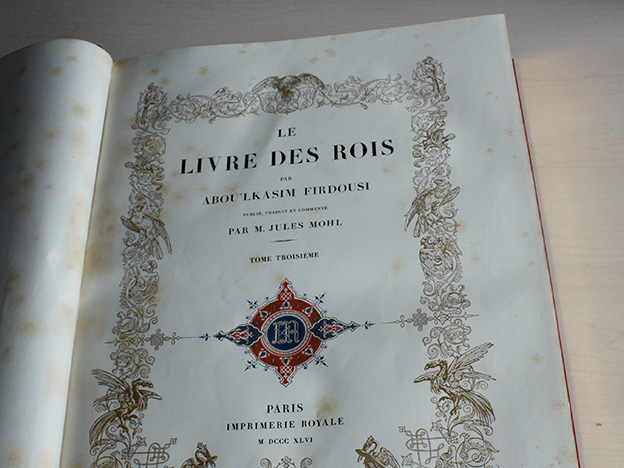 LE
LIVRE DES ROIS
PAR
ABOU'LKASIM FIRDOUSI
PUBLIÉ, TRADUIT ET COMMENTÉ
PAR M. JULES MOHL
TOME TROISIÈME
PARIS
IMPRIMERIE ROYALE
M DCCC XLVI